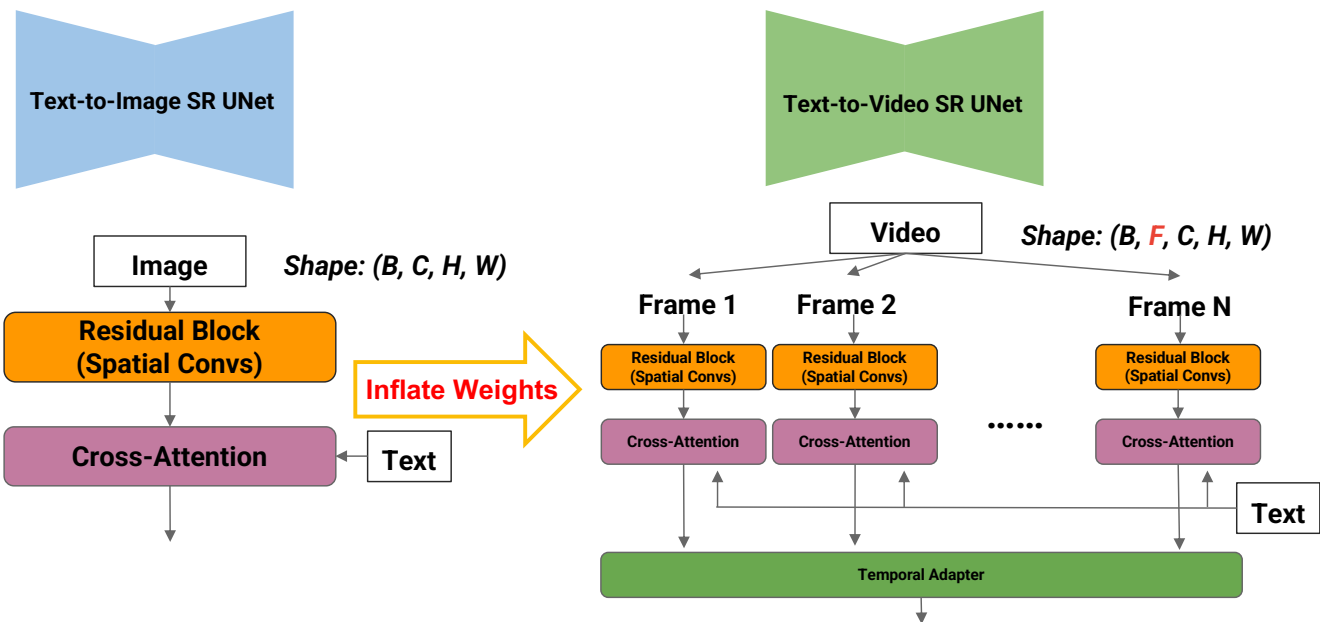 Text-to-Image SR UNet
Text-to-Video SR UNet
Image
Shape: (B, C, H, W)
Residual Block
(Spatial Convs)
Cross-Attention
Text
Inflate Weights
Video
Shape: (B, F, C, H, W)
Frame 1
Frame 2
Frame N
Residual Block
(Spatial Convs)
Residual Block
(Spatial Convs)
Residual Block
(Spatial Convs)
Cross-Attention
Cross-Attention
......
Cross-Attention
Text
Temporal Adapter